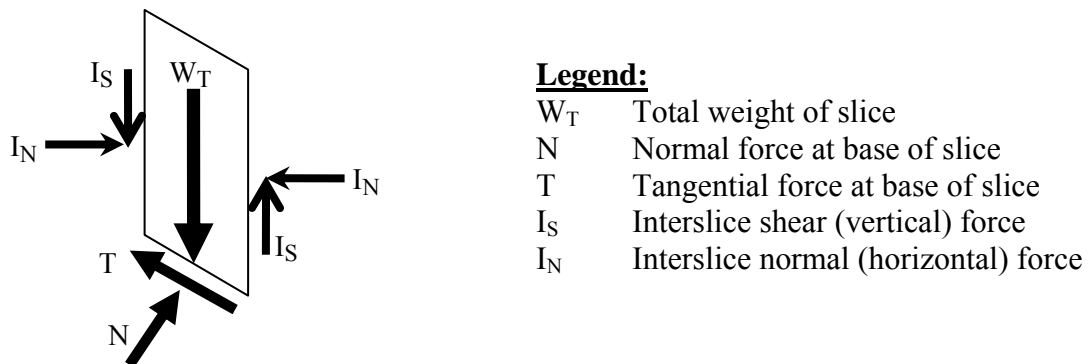 I_S
W_T
I_N
I_N
I_S
T
N
Legend:
W_T Total weight of slice
N Normal force at base of slice
T Tangential force at base of slice
I_S Interslice shear (vertical) force
I_N Interslice normal (horizontal) force